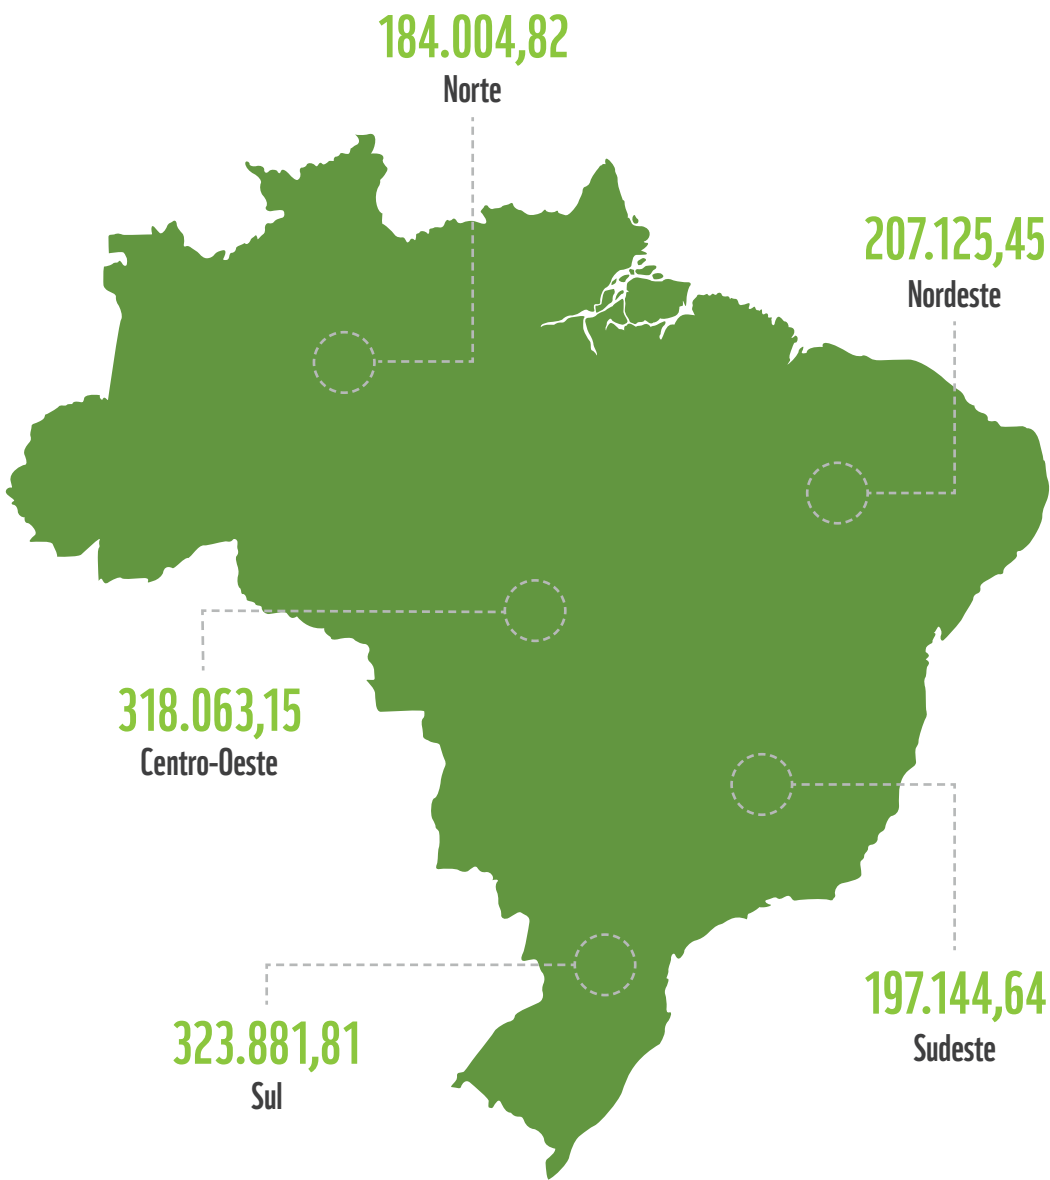 184.004,82
Norte
207.125,45
Nordeste
318.063,15
Centro-Oeste
197.144,64
Sudeste
323.881,81
Sul